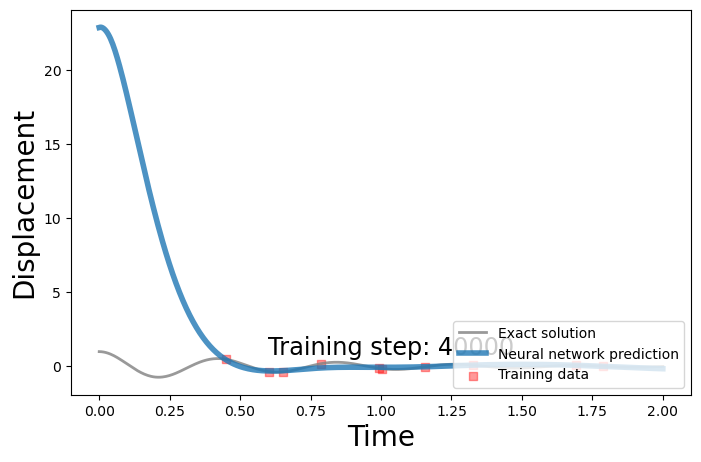 20
15
10
5
0
Displacement
Training step: 40000
Exact solution
Neural network prediction
Training data
0.00 0.25 0.50 0.75 1.00 1.25 1.50 1.75 2.00
Time